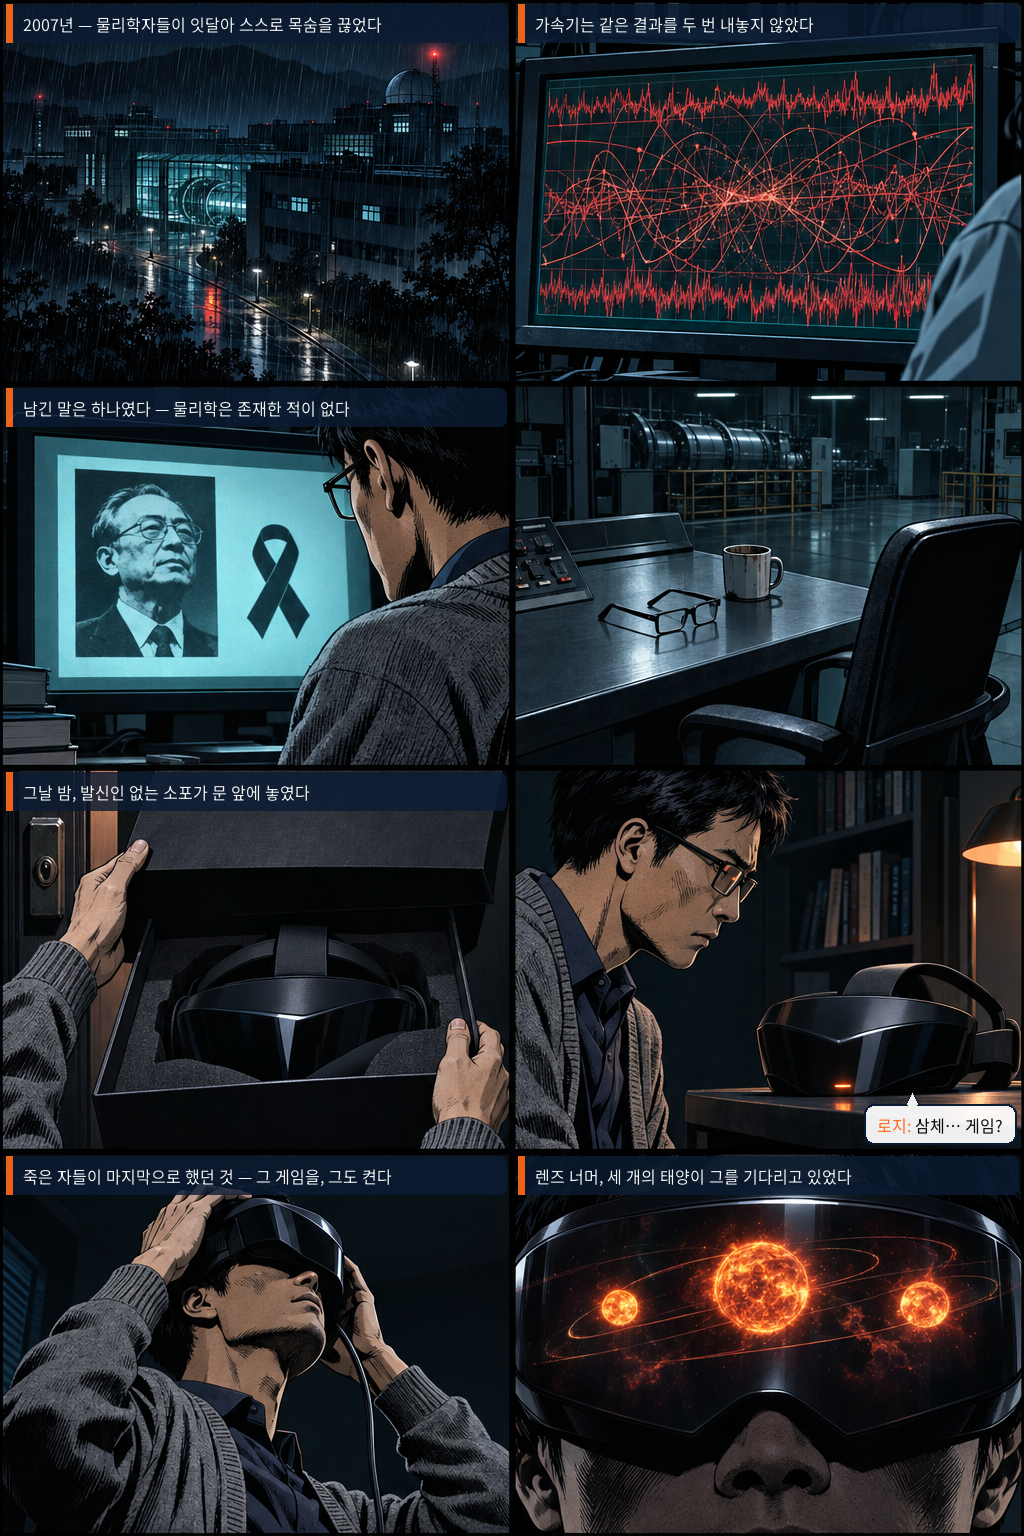 2007년 — 물리학자들이 잇달아 스스로 목숨을 끊었다
가속기는 같은 결과를 두 번 내놓지 않았다
남긴 말은 하나였다 — 물리학은 존재한 적이 없다
그날 밤, 발신인 없는 소포가 문 앞에 놓였다
로지: 삼체… 게임?
죽은 자들이 마지막으로 했던 것 — 그 게임을, 그도 켠다
렌즈 너머, 세 개의 태양이 그를 기다리고 있었다